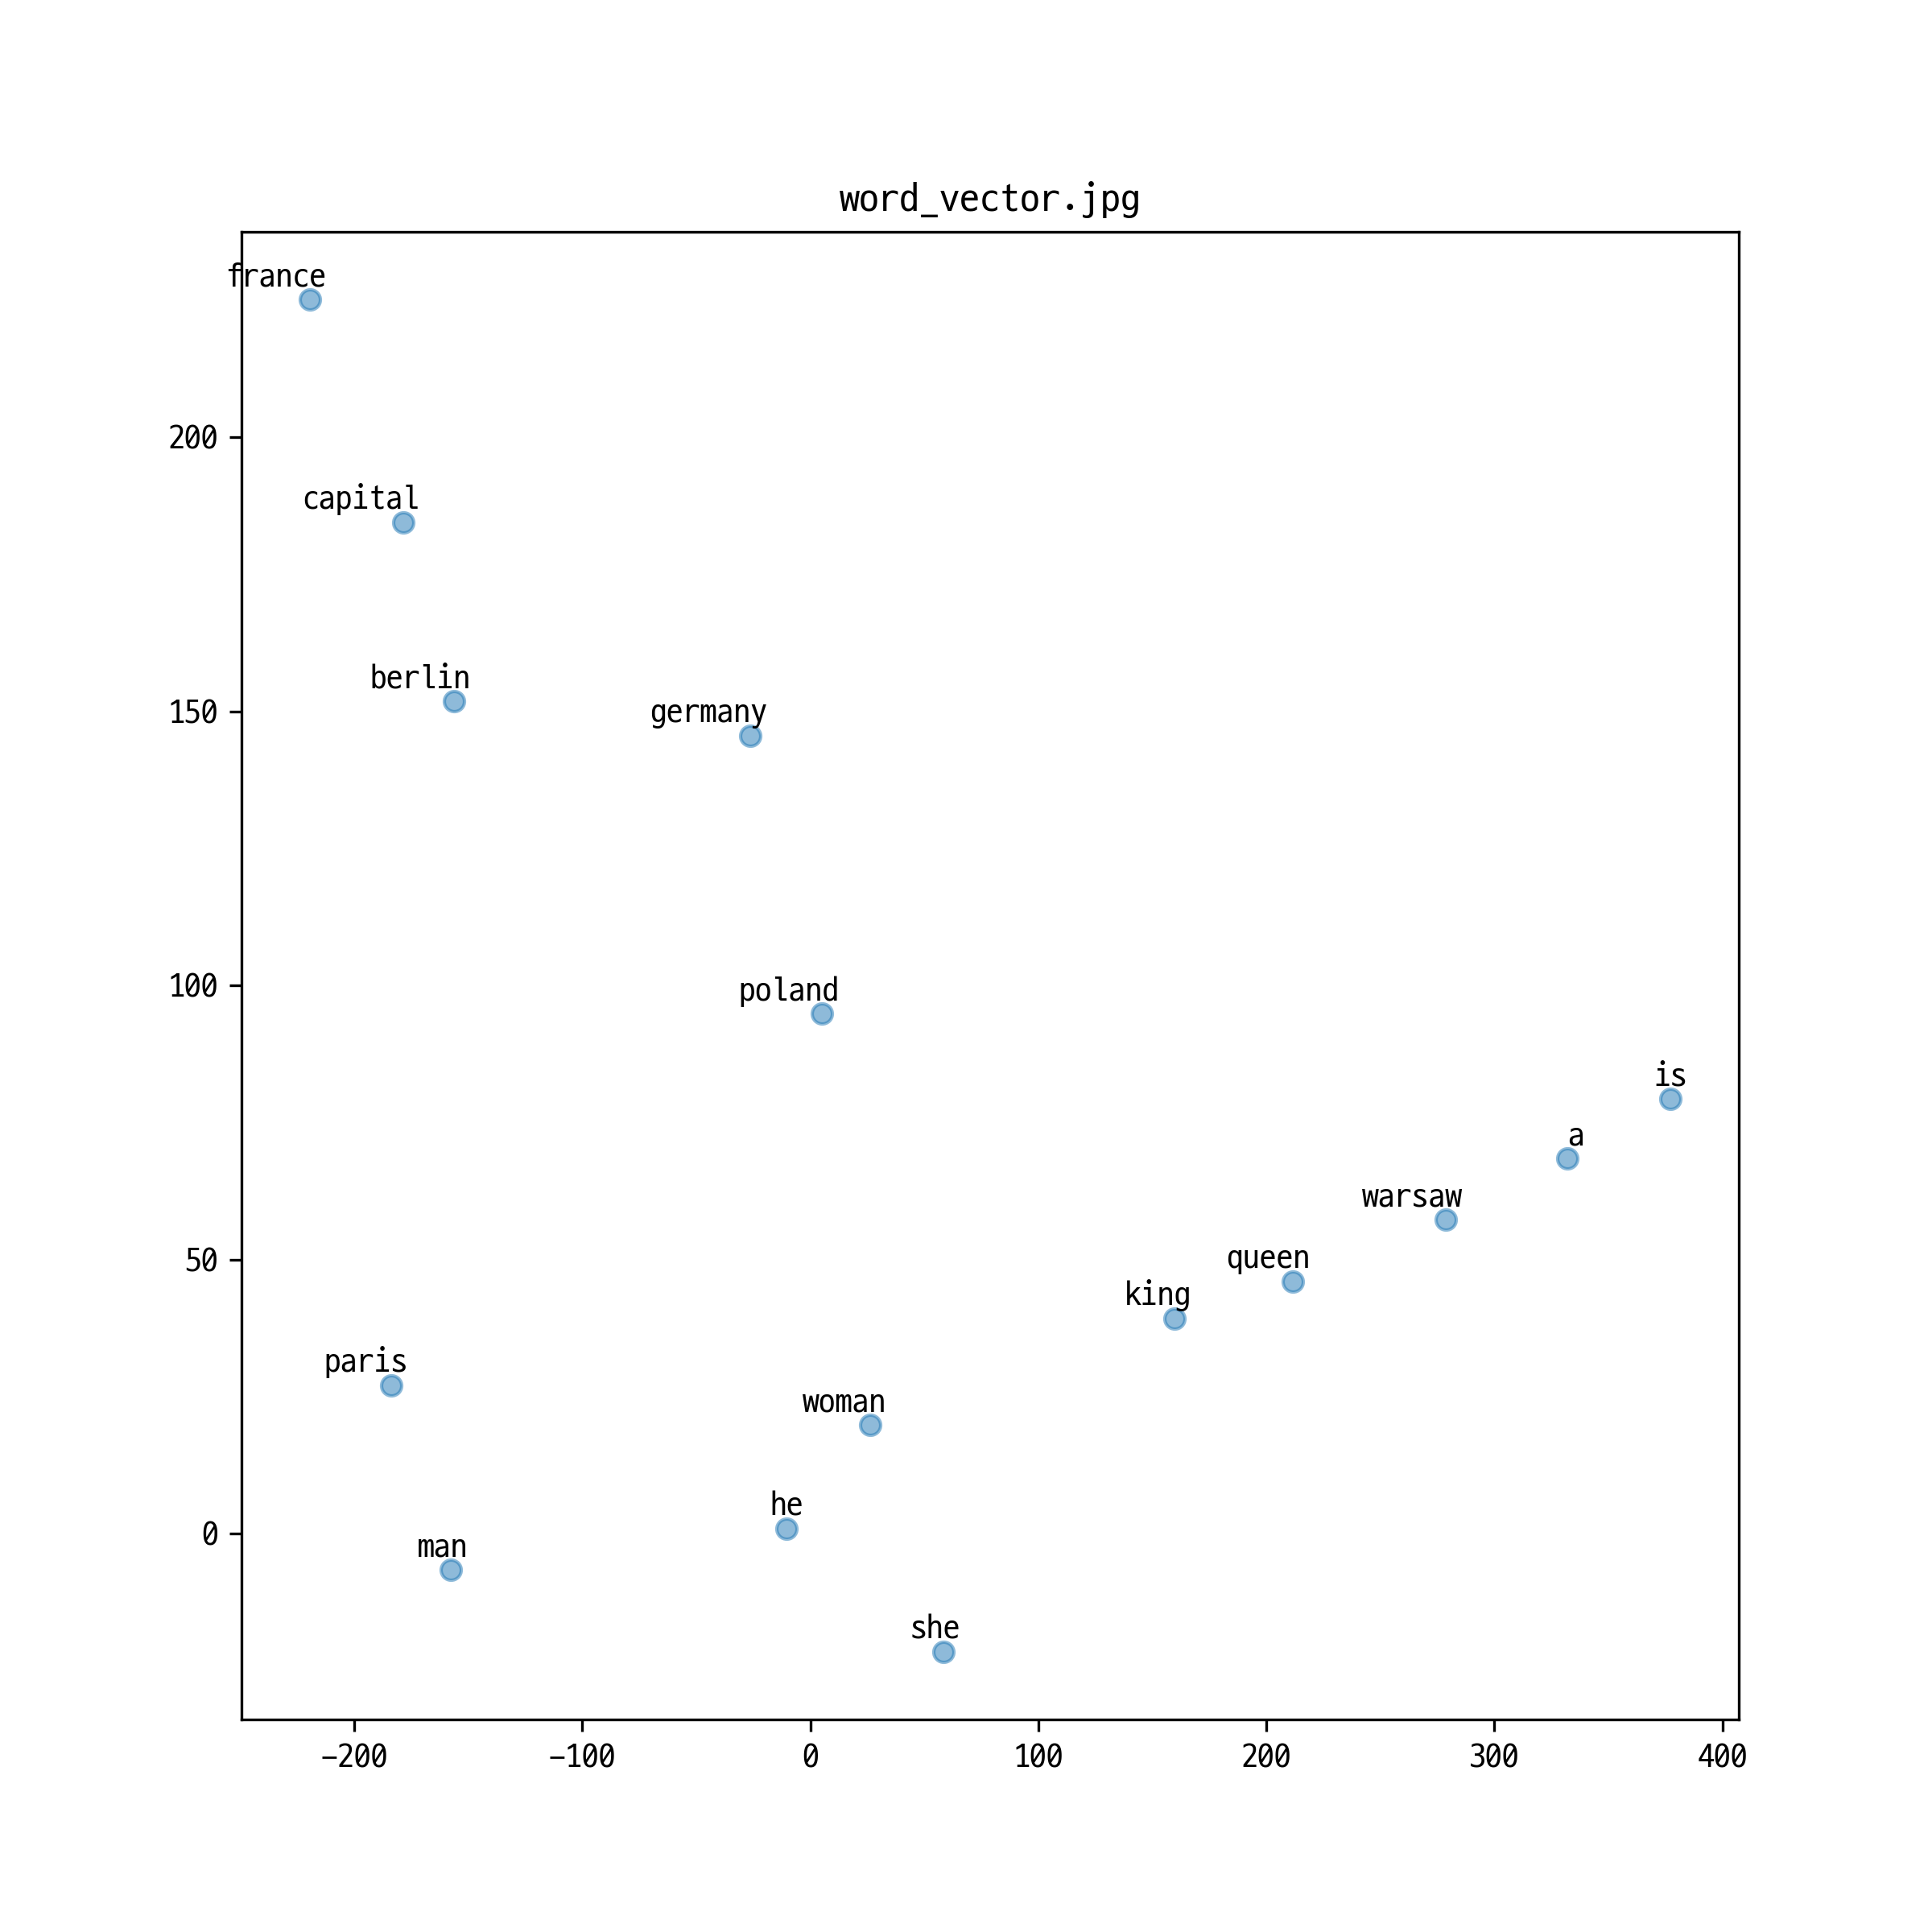 word_vector.jpg
france
200
capital
berlin
germany
150
poland
100
is
a
warsaw
queen
50
king
paris
woman
he
0
man
she
−200 −100 0 100 200 300 400